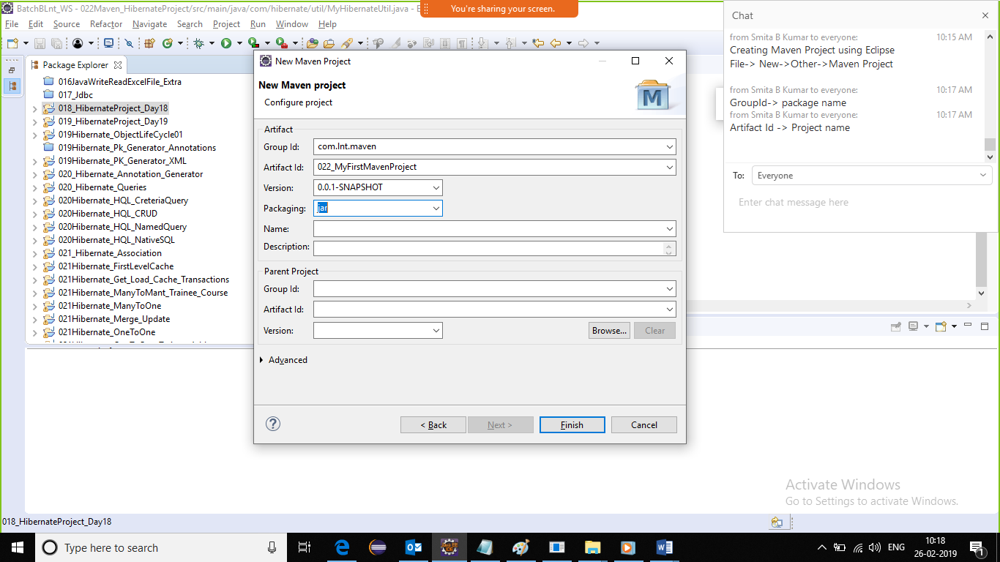 BatchBLnt_WS - 022Maven_HibernateProject/src/main/java/com/hibernate/util/MyHibernateUtil.java - E
You're sharing your screen.
File Edit Source Refactor Navigate Search Project Run Window Help
Package Explorer
016JavaWriteReadExcelFile_Extra
017_Jdbc
018_HibernateProject_Day18
019_HibernateProject_Day19
019Hibernate_ObjectLifeCycle01
019Hibernate_Pk_Generator_Annotations
019Hibernate_PK_Generator_XML
020_Hibernate_Annotation_Generator
020_Hibernate_Queries
020Hibernate_HQL_CreteriaQuery
020Hibernate_HQL_CRUD
020Hibernate_HQL_NamedQuery
020Hibernate_HQL_NativeSQL
021_Hibernate_Association
021Hibernate_FirstLevelCache
021Hibernate_Get_Load_Cache_Transactions
021Hibernate_ManyToMant_Trainee_Course
021Hibernate_ManyToOne
021Hibernate_Merge_Update
021Hibernate_OneToOne
New Maven Project
New Maven project
Configure project
M
Artifact
Group Id: com.lnt.maven
Artifact Id: 022_MyFirstMavenProject
Version: 0.0.1-SNAPSHOT
Packaging: jar
Name:
Description:
Parent Project
Group Id:
Artifact Id:
Version:
Browse... Clear
Advanced
< Back Next > Finish Cancel
Chat
from Smita B Kumar to everyone: 10:15 AM
Creating Maven Project using Eclipse
File-> New->Other->Maven Project
from Smita B Kumar to everyone: 10:17 AM
GroupId-> package name
from Smita B Kumar to everyone: 10:17 AM
Artifact Id -> Project name
To: Everyone
Enter chat message here
Activate Windows
Go to Settings to activate Windows.
018_HibernateProject_Day18
Type here to search
ENG
10:18
26-02-2019
1